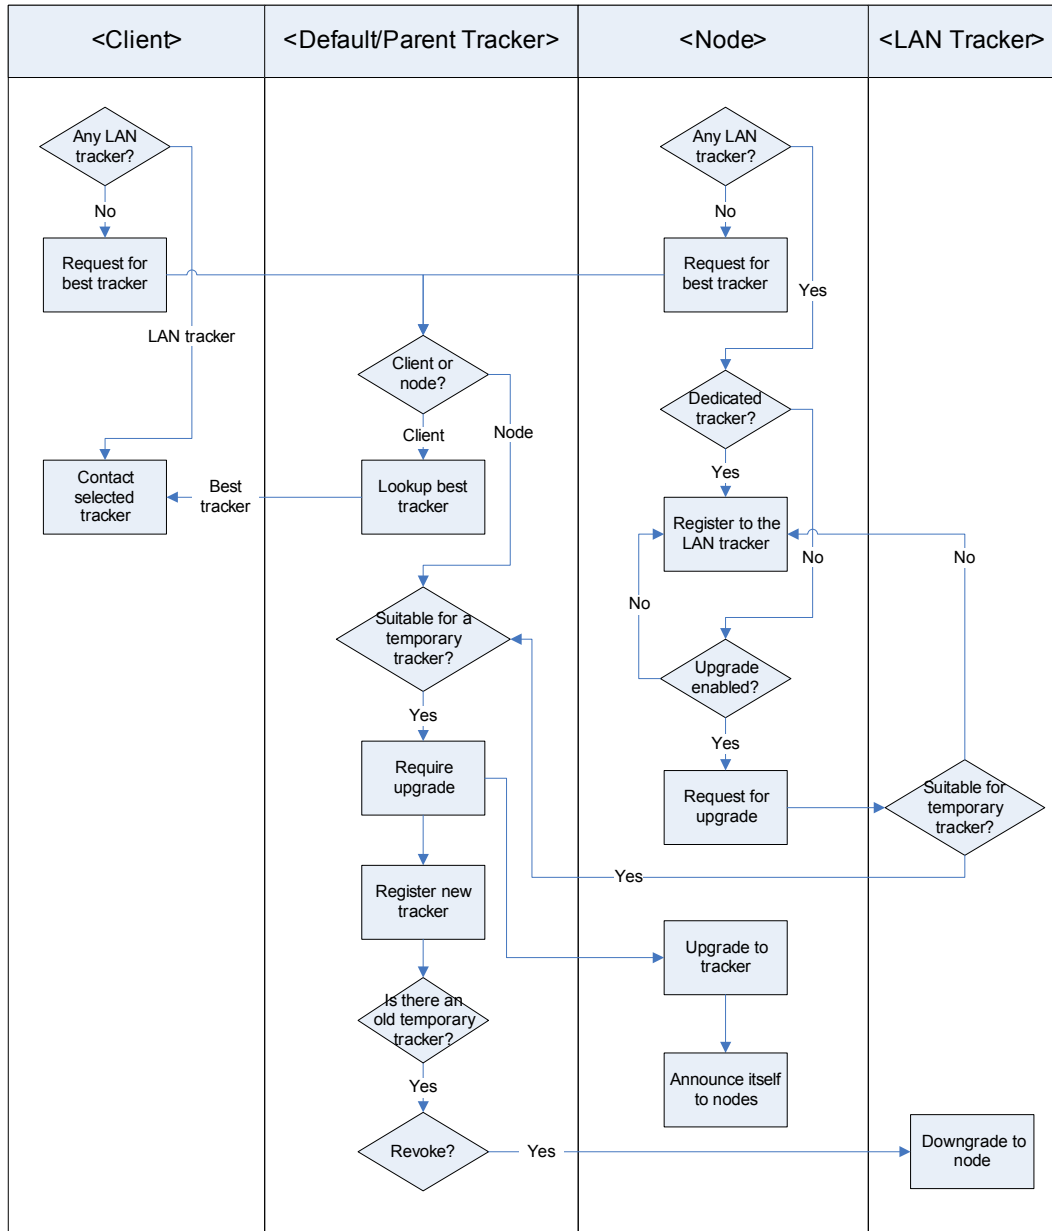 <Client>
<Default/Parent Tracker>
<Node>
<LAN Tracker>
Any LAN
tracker?
No
Request for
best tracker
LAN tracker
Contact
selected
tracker
Best
tracker
Client or
node?
Client
Node
Lookup best
tracker
Suitable for a
temporary
tracker?
Yes
Require
upgrade
Register new
tracker
Is there an
old temporary
tracker?
Yes
Revoke?
Yes
Any LAN
tracker?
No
Yes
Request for
best tracker
Dedicated
tracker?
Yes
No
Register to the
LAN tracker
No
Upgrade
enabled?
Yes
Request for
upgrade
Yes
Upgrade to
tracker
Announce itself
to nodes
No
Suitable for
temporary
tracker?
Downgrade to
node